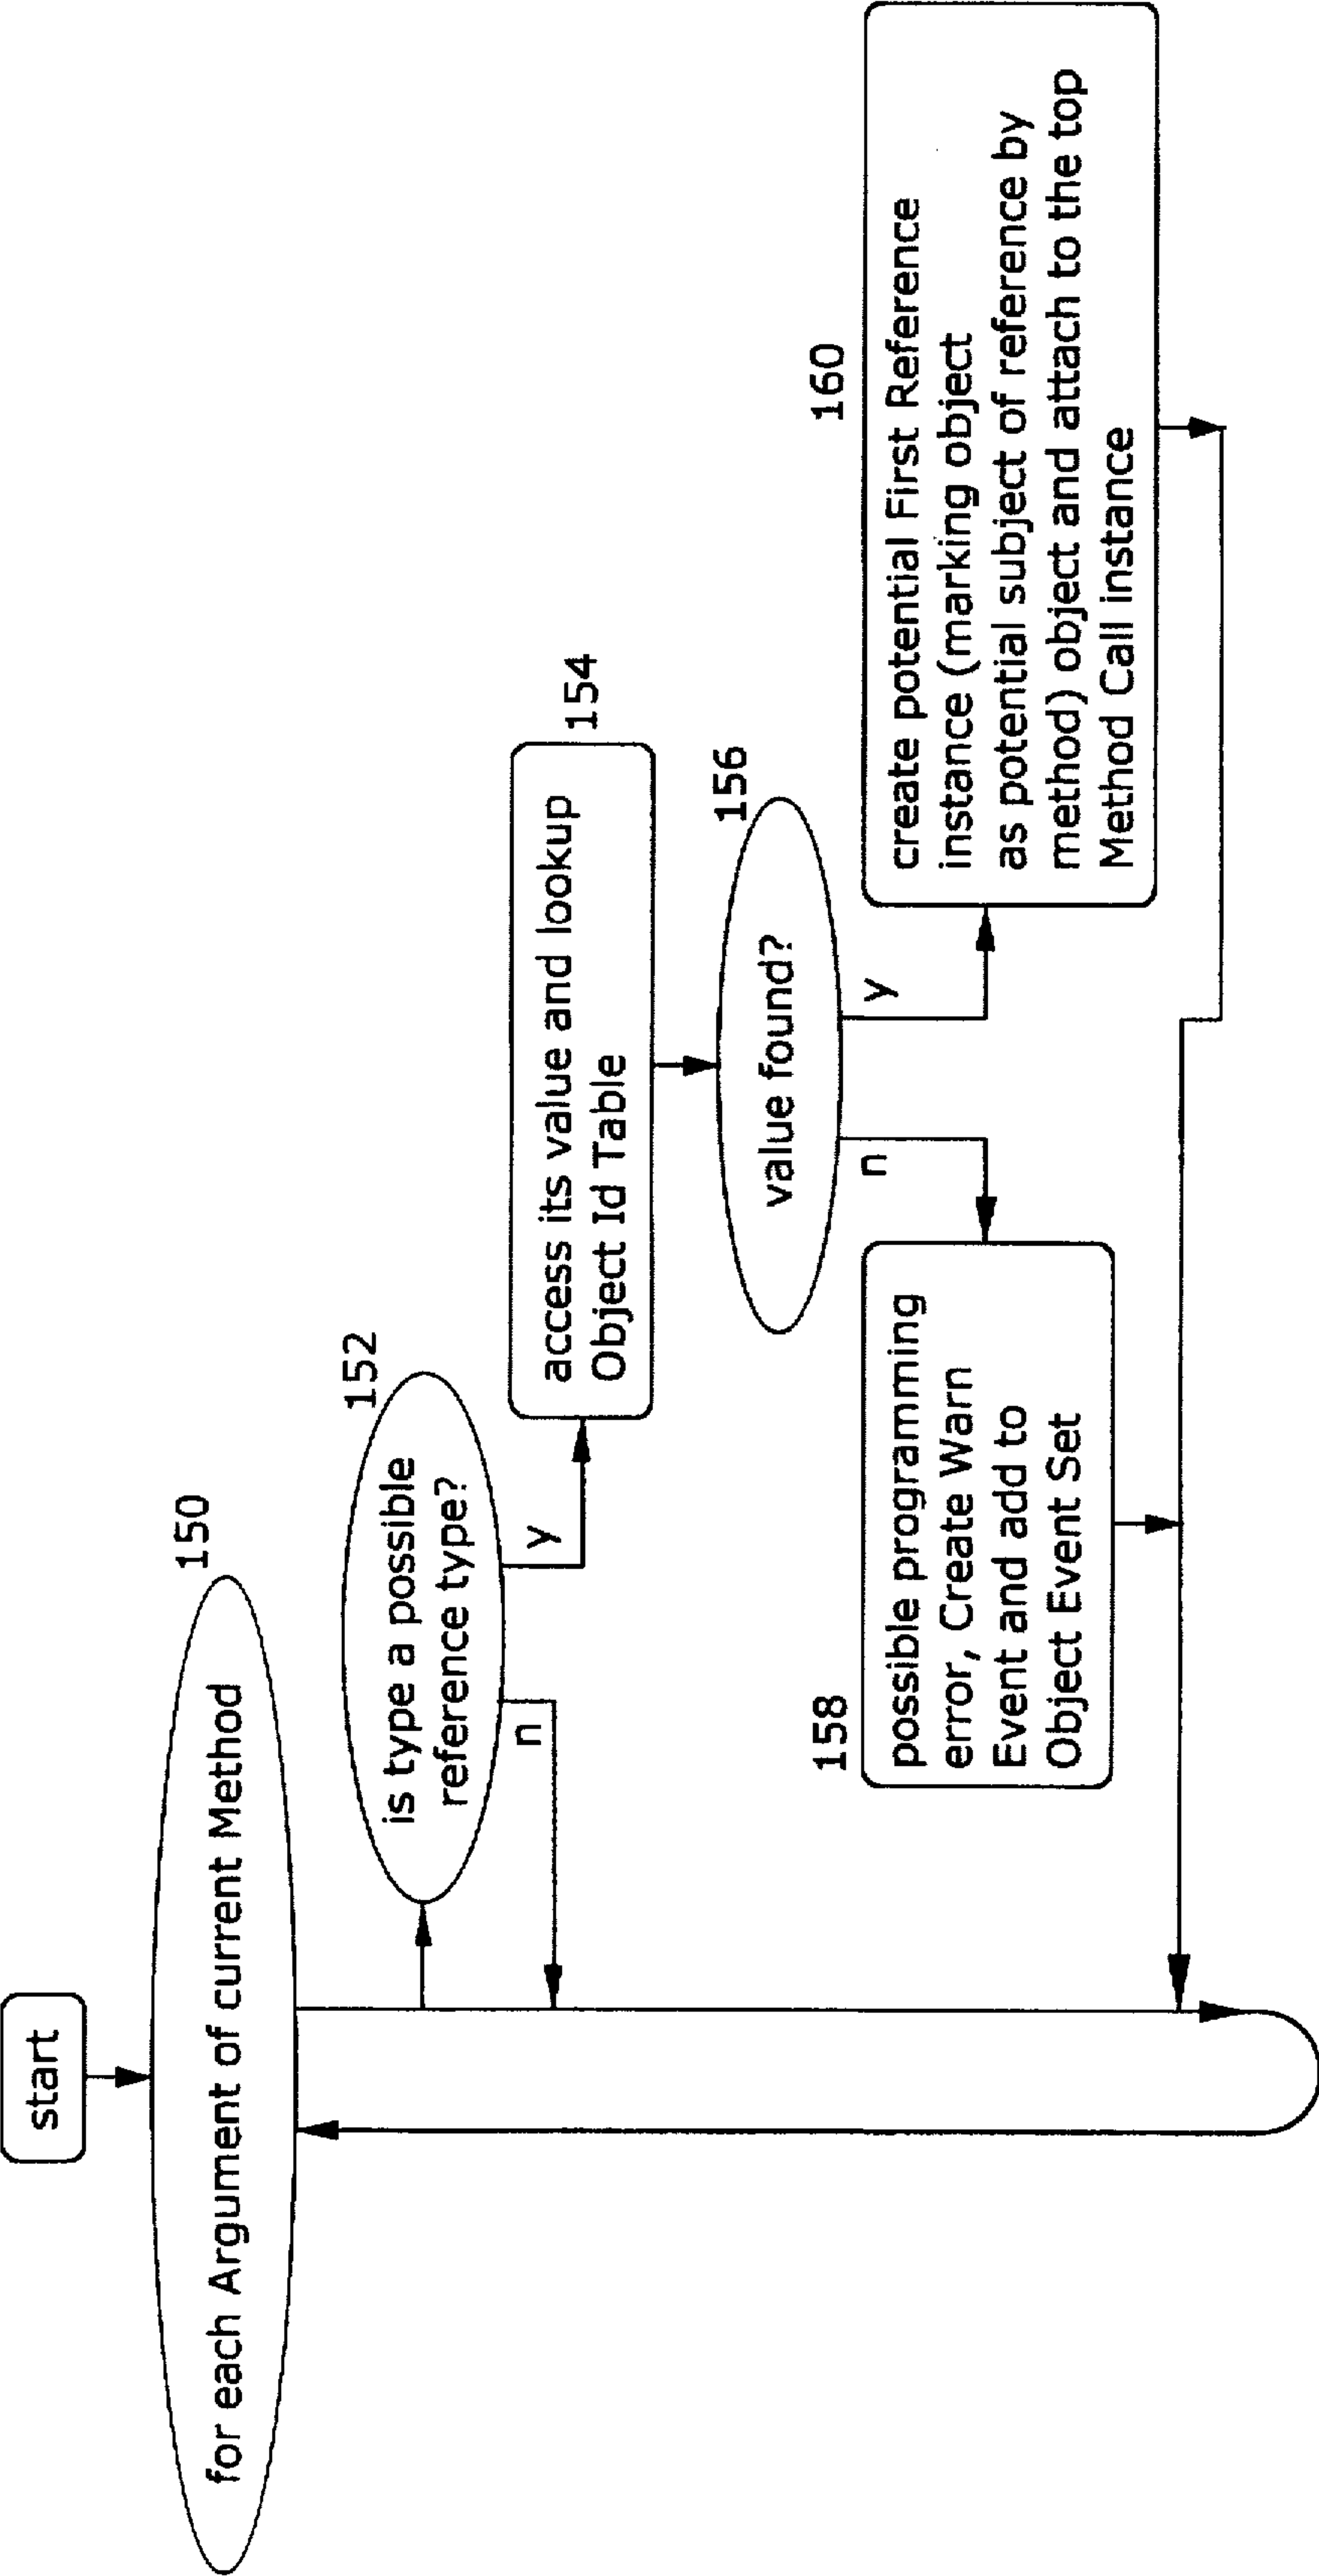 start
150
for each Argument of current Method
152
is type a possible
reference type?
n
y
154
access its value and lookup
Object Id Table
156
value found?
n
y
158
possible programming
error, Create Warn
Event and add to
Object Event Set
160
create potential First Reference
instance (marking object
as potential subject of reference by
method) object and attach to the top
Method Call instance